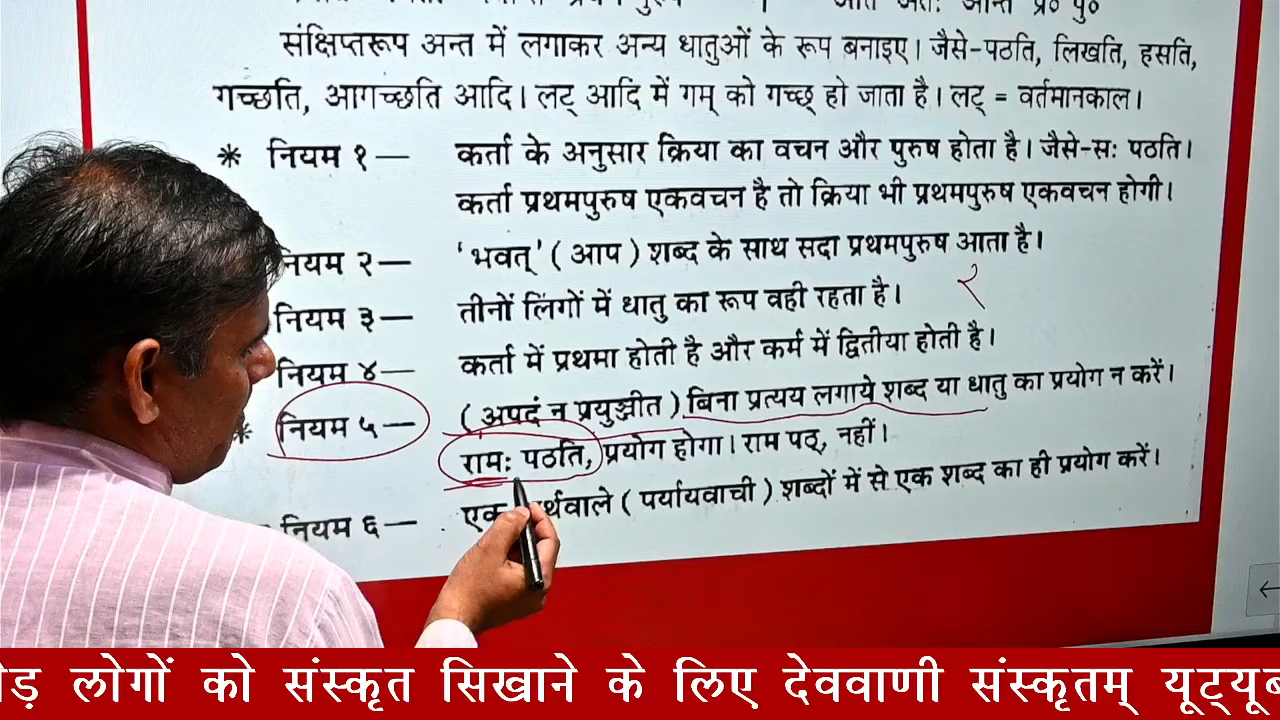 संक्षिप्तरूप अन्त में लगाकर अन्य धातुओं के रूप बनाइए। जैसे-पठति, लिखति, हसति,
गच्छति, आगच्छति आदि। लट् आदि में गम् को गच्छ् हो जाता है। लट् = वर्तमानकाल।
* नियम १— कर्ता के अनुसार क्रिया का वचन और पुरुष होता है। जैसे-सः पठति।
कर्ता प्रथमपुरुष एकवचन है तो क्रिया भी प्रथमपुरुष एकवचन होगी।
नियम २— 'भवत्' ( आप ) शब्द के साथ सदा प्रथमपुरुष आता है।
नियम ३— तीनों लिंगों में धातु का रूप वही रहता है।
नियम ४— कर्ता में प्रथमा होती है और कर्म में द्वितीया होती है।
* नियम ५— ( अपदं न प्रयुञ्जीत ) बिना प्रत्यय लगाये शब्द या धातु का प्रयोग न करें।
रामः पठति, प्रयोग होगा। राम पठ्, नहीं।
नियम ६— एक ( पर्यायवाची ) शब्दों में से एक शब्द का ही प्रयोग करें।
लोगों को संस्कृत सिखाने के लिए देववाणी संस्कृतम्